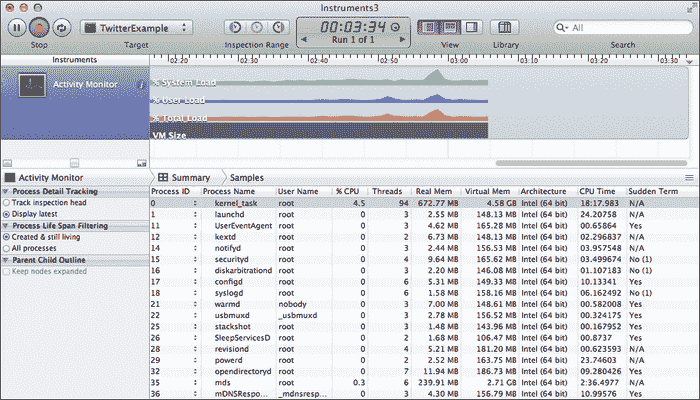 Instruments3
TwitterExample
00:03:34
Run 1 of 1
All
Stop Target Inspection Range View Library Search
Instruments 02:20 02:30 02:40 02:50 03:00 03:10 03:20 03:30
Activity Monitor
% System Load
% User Load
% Total Load
VM Size
Activity Monitor Summary Samples
Process Detail Tracking
Track inspection head
Display latest
Process Life Span Filtering
Created & still living
All processes
Parent Child Outline
Keep nodes expanded
Process ID Process Name User Name % CPU Threads Real Mem Virtual Mem Architecture CPU Time Sudden Term
0 kernel_task root 4.5 94 672.77 MB 4.58 GB Intel (64 bit) 18:17.983 N/A
1 launchd root 0 3 2.55 MB 148.13 MB Intel (64 bit) 24.20758 N/A
11 UserEventAgent root 0 3 4.62 MB 165.28 MB Intel (64 bit) 00.65864 Yes
12 kextd root 0 2 6.73 MB 148.13 MB Intel (64 bit) 02.296837 N/A
14 notifyd root 0 3 2.44 MB 156.53 MB Intel (64 bit) 03.957548 N/A
15 securityd root 0 4 9.64 MB 165.62 MB Intel (64 bit) 03.499674 No (1)
16 diskarbitrationd root 0 3 2.20 MB 146.08 MB Intel (64 bit) 01.107183 No (1)
17 configd root 0 6 5.31 MB 149.33 MB Intel (64 bit) 10.13341 Yes
18 syslogd root 0 6 1.58 MB 158.16 MB Intel (64 bit) 06.162492 No (1)
21 warmd nobody 0 3 7.00 MB 148.61 MB Intel (64 bit) 00.582008 Yes
22 usbmuxd _usbmuxd 0 3 2.78 MB 156.52 MB Intel (64 bit) 00.324175 Yes
25 stackshot root 0 3 1.48 MB 143.96 MB Intel (64 bit) 00.167952 Yes
26 SleepServicesD root 0 2 1.68 MB 106.47 MB Intel (64 bit) 00.8737 Yes
28 revisiond root 0 4 5.21 MB 181.20 MB Intel (64 bit) 00.623593 N/A
29 powerd root 0 2 2.52 MB 163.75 MB Intel (64 bit) 23.74603 N/A
32 opendirectoryd root 0 7 11.94 MB 186.73 MB Intel (64 bit) 09.280426 Yes
35 mds root 0.3 6 239.91 MB 2.71 GB Intel (64 bit) 2:36.4977 N/A
36 mDNSRespo... _mdnsresp... 0 3 4.30 MB 156.79 MB Intel (64 bit) 10.99576 Yes